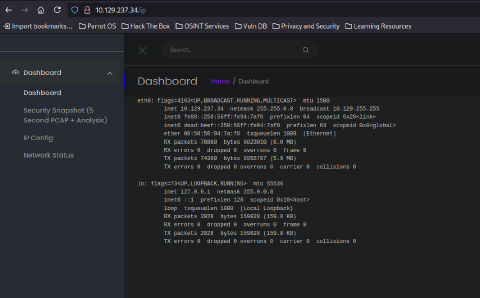 10.129.237.34/ip
Import bookmarks... Parrot OS Hack The Box OSINT Services Vuln DB Privacy and Security Learning Resources
Dashboard
Dashboard
Security Snapshot (5
Second PCAP + Analysis)
IP Config
Network Status
Search...
Dashboard
Home / Dashboard
eth0: flags=4163<UP,BROADCAST,RUNNING,MULTICAST> mtu 1500
inet 10.129.237.34 netmask 255.255.0.0 broadcast 10.129.255.255
inet6 fe80::250:56ff:fe94:7af0 prefixlen 64 scopeid 0x20<link>
inet6 dead:beef::250:56ff:fe94:7af0 prefixlen 64 scopeid 0x0<global>
ether 00:50:56:94:7a:f0 txqueuelen 1000 (Ethernet)
RX packets 78860 bytes 6023010 (6.0 MB)
RX errors 0 dropped 0 overruns 0 frame 0
TX packets 74380 bytes 5955767 (5.9 MB)
TX errors 0 dropped 0 overruns 0 carrier 0 collisions 0
lo: flags=73<UP,LOOPBACK,RUNNING> mtu 65536
inet 127.0.0.1 netmask 255.0.0.0
inet6 ::1 prefixlen 128 scopeid 0x10<host>
loop txqueuelen 1000 (Local Loopback)
RX packets 2028 bytes 159828 (159.8 KB)
RX errors 0 dropped 0 overruns 0 frame 0
TX packets 2028 bytes 159828 (159.8 KB)
TX errors 0 dropped 0 overruns 0 carrier 0 collisions 0